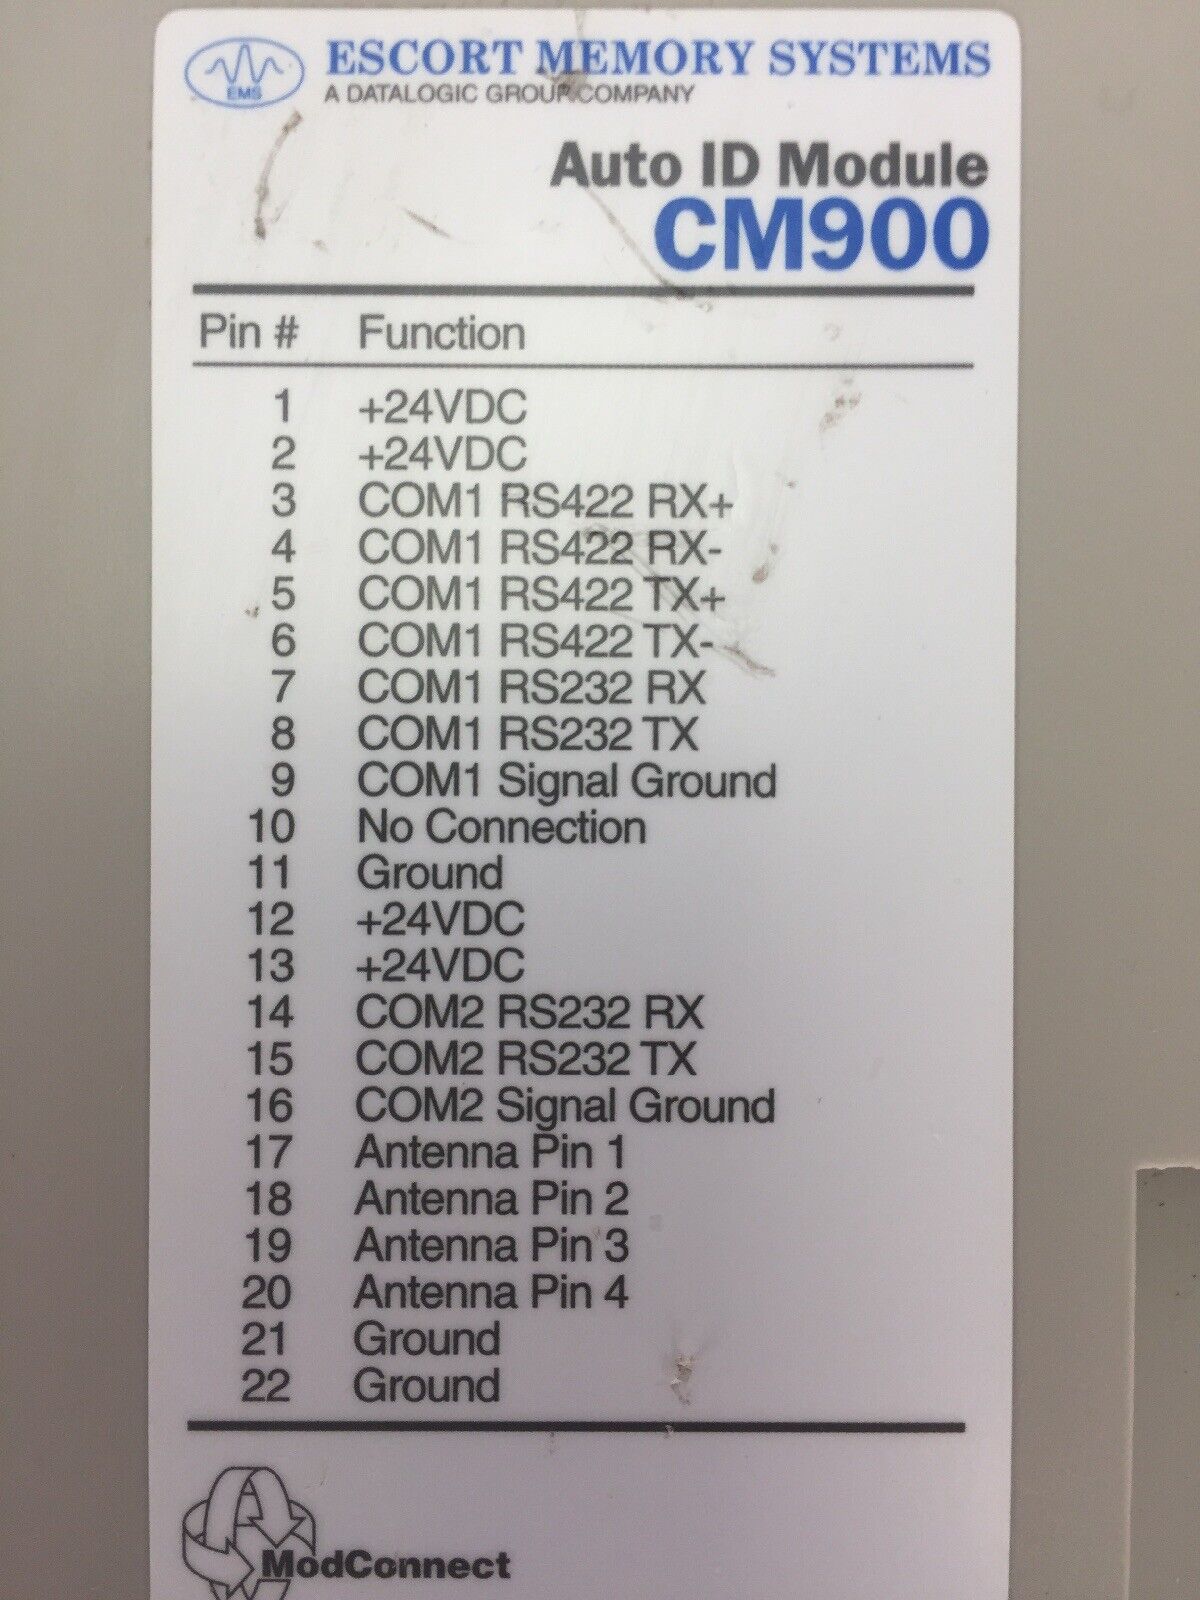 ESCORT MEMORY SYSTEMS
EMS
A DATALOGIC GROUP COMPANY
Auto ID Module
CM900
Pin # Function
1 +24VDC
2 +24VDC
3 COM1 RS422 RX+
4 COM1 RS422 RX-
5 COM1 RS422 TX+
6 COM1 RS422 TX-
7 COM1 RS232 RX
8 COM1 RS232 TX
9 COM1 Signal Ground
10 No Connection
11 Ground
12 +24VDC
13 +24VDC
14 COM2 RS232 RX
15 COM2 RS232 TX
16 COM2 Signal Ground
17 Antenna Pin 1
18 Antenna Pin 2
19 Antenna Pin 3
20 Antenna Pin 4
21 Ground
22 Ground
ModConnect